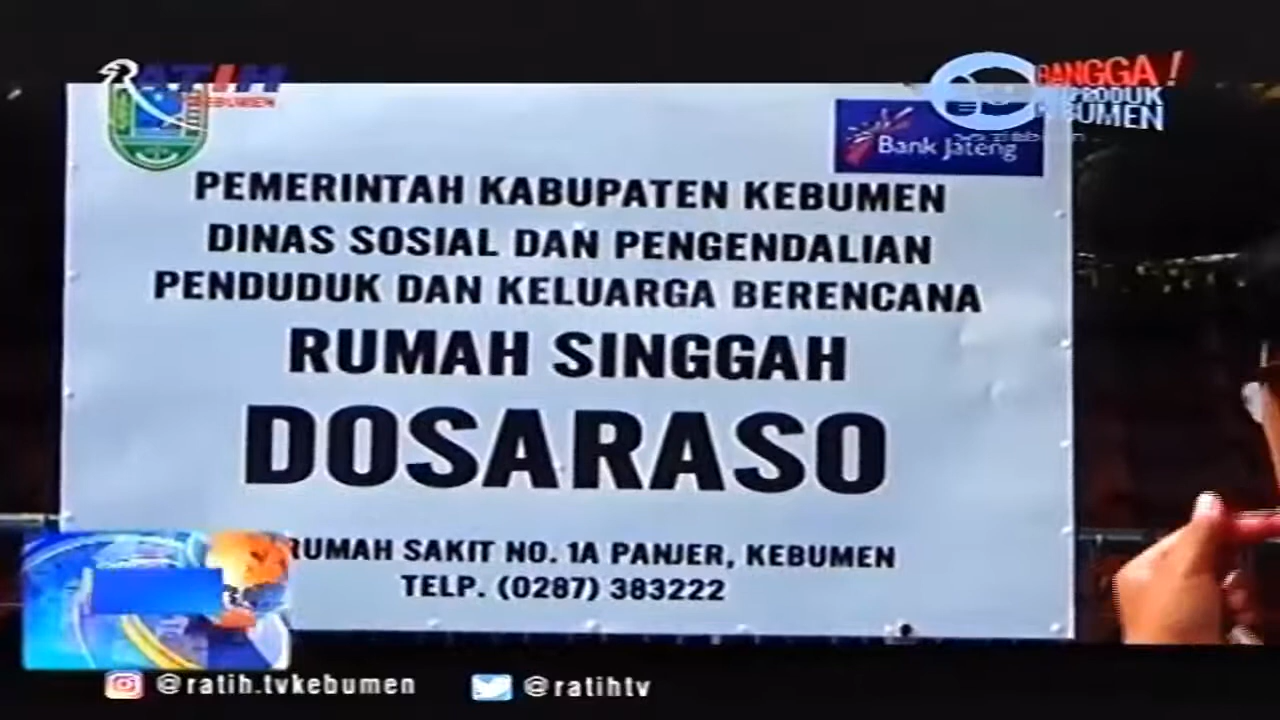 RATIH
KEBUMEN
BANGGA!
PRODUK
KEBUMEN
Bank Jateng
PEMERINTAH KABUPATEN KEBUMEN
DINAS SOSIAL DAN PENGENDALIAN
PENDUDUK DAN KELUARGA BERENCANA
RUMAH SINGGAH
DOSARASO
RUMAH SAKIT NO. 1A PANJER, KEBUMEN
TELP. (0287) 383222
@ratih.tvkebumen
@ratihtv